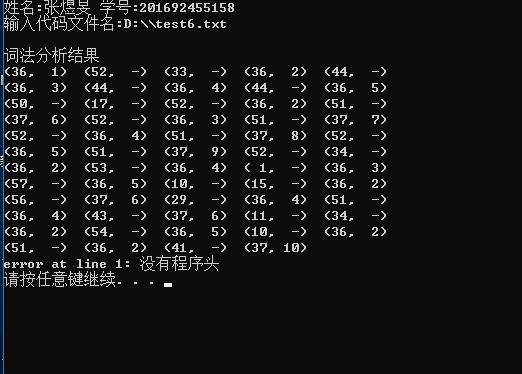 姓名:张煜旻 学号:201692455158
输入代码文件名:D:\\test6.txt
词法分析结果
(36,  1)  (52,  -)  (33,  -)  (36,  2)  (44,  -)
(36,  3)  (44,  -)  (36,  4)  (44,  -)  (36,  5)
(50,  -)  (17,  -)  (52,  -)  (36,  2)  (51,  -)
(37,  6)  (52,  -)  (36,  3)  (51,  -)  (37,  7)
(52,  -)  (36,  4)  (51,  -)  (37,  8)  (52,  -)
(36,  5)  (51,  -)  (37,  9)  (52,  -)  (34,  -)
(36,  2)  (53,  -)  (36,  4)  ( 1,  -)  (36,  3)
(57,  -)  (36,  5)  (10,  -)  (15,  -)  (36,  2)
(56,  -)  (37,  6)  (29,  -)  (36,  4)  (51,  -)
(36,  4)  (43,  -)  (37,  6)  (11,  -)  (34,  -)
(36,  2)  (54,  -)  (36,  5)  (10,  -)  (36,  2)
(51,  -)  (36,  2)  (41,  -)  (37, 10)
error at line 1: 没有程序头
请按任意键继续. . .